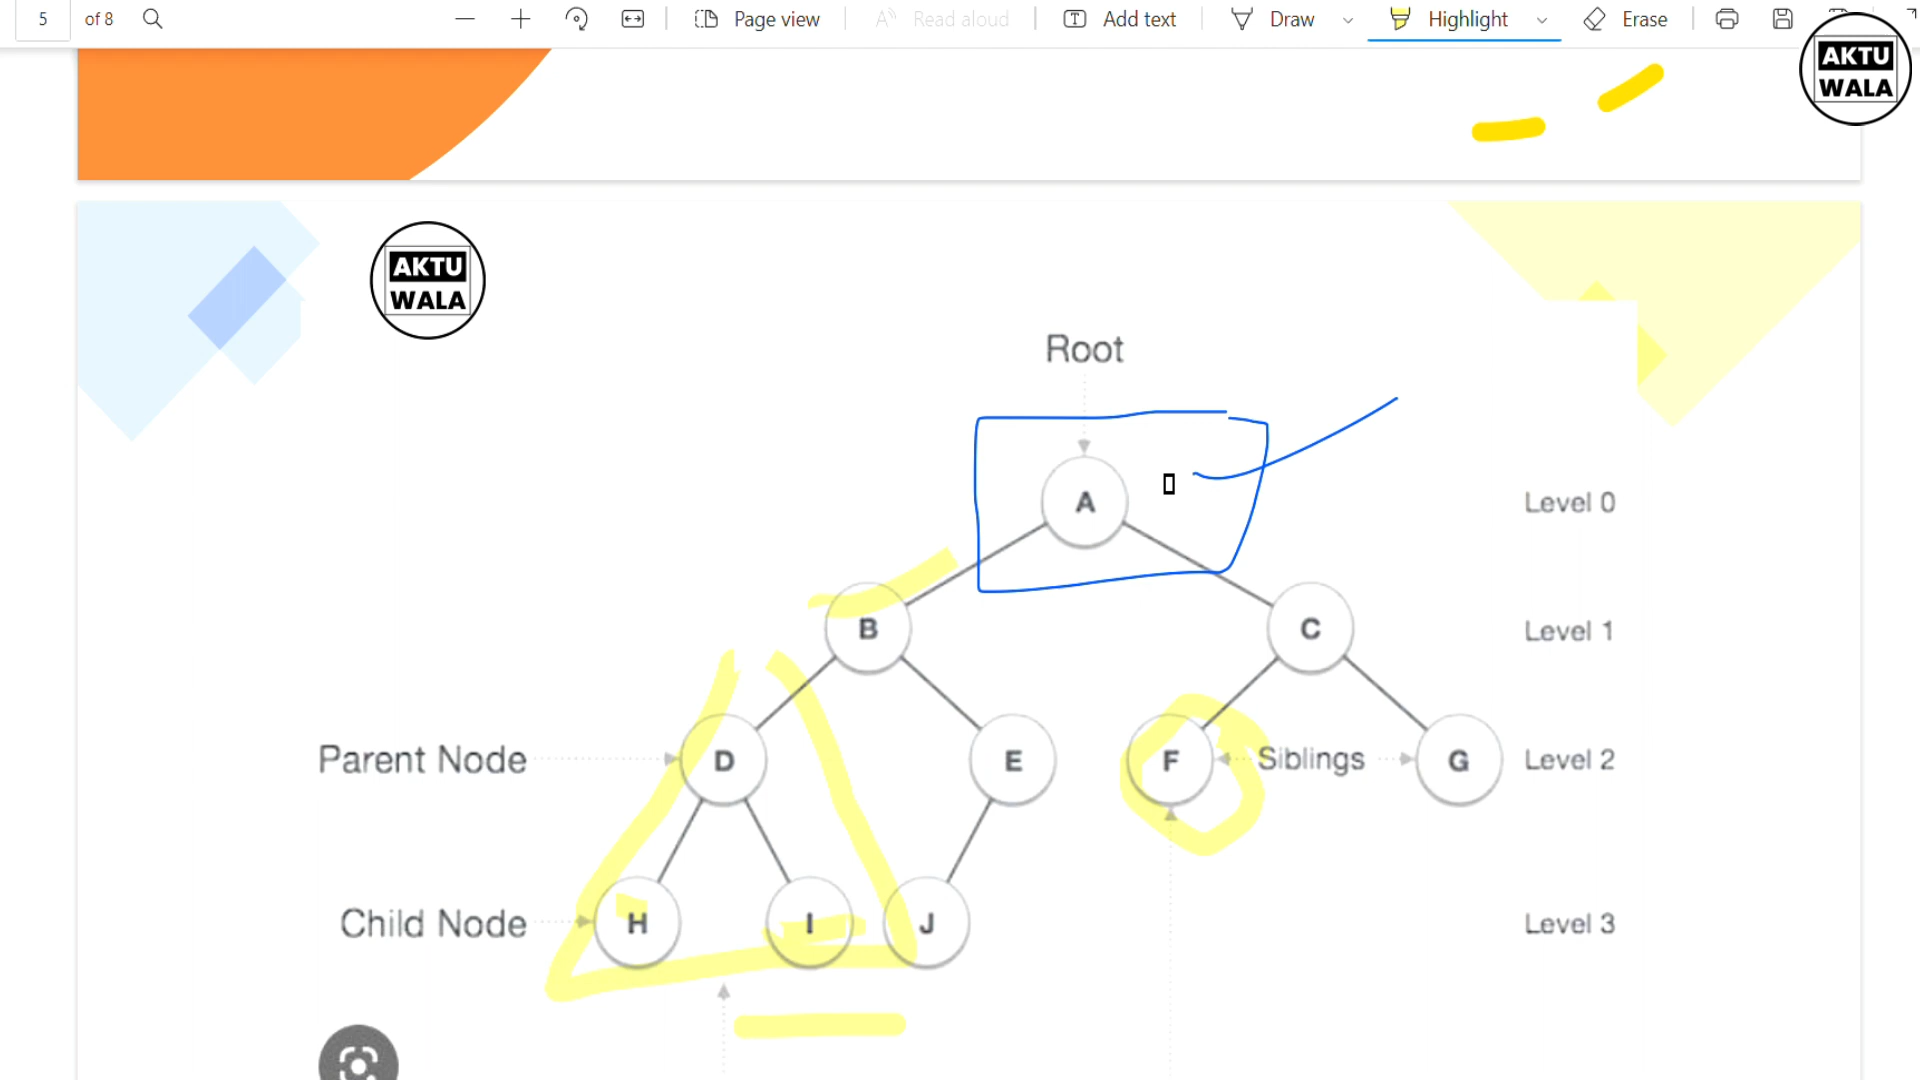 5 of 8 Page view Read aloud Add text Draw Highlight Erase
AKTU
WALA
AKTU
WALA
Root
A Level 0
B C Level 1
Parent Node D E F Siblings G Level 2
Child Node H I J Level 3